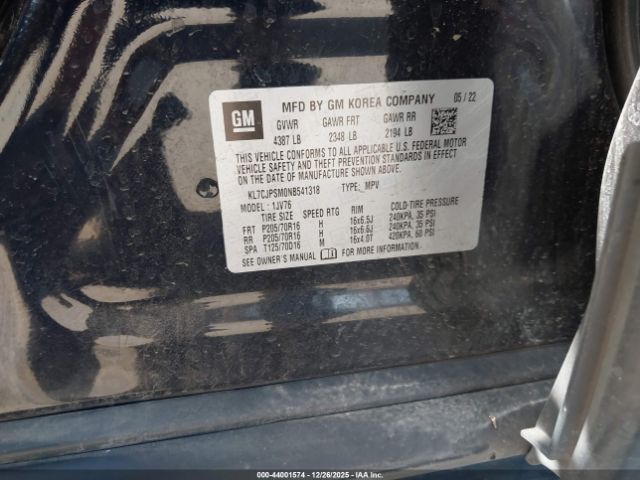 GM
MFD BY GM KOREA COMPANY 05 / 22
GVWR GAWR FRT GAWR RR
4387 LB 2348 LB 2194 LB
THIS VEHICLE CONFORMS TO ALL APPLICABLE U.S. FEDERAL MOTOR
VEHICLE SAFETY AND THEFT PREVENTION STANDARDS IN EFFECT
ON THE DATE OF MANUFACTURE SHOWN ABOVE.
KL7CJPSM0NB541318 TYPE: MPV
MODEL: 1JV76
TIRE SIZE SPEED RTG RIM COLD-TIRE PRESSURE
FRT P205/70R16 H 16x6.5J 240KPA, 35 PSI
RR P205/70R16 H 16x6.5J 240KPA, 35 PSI
SPA T125/70D16 M 16x4.0T 420KPA, 60 PSI
SEE OWNER'S MANUAL FOR MORE INFORMATION
000-44001574 | 12/26/2025 | IAA Inc.